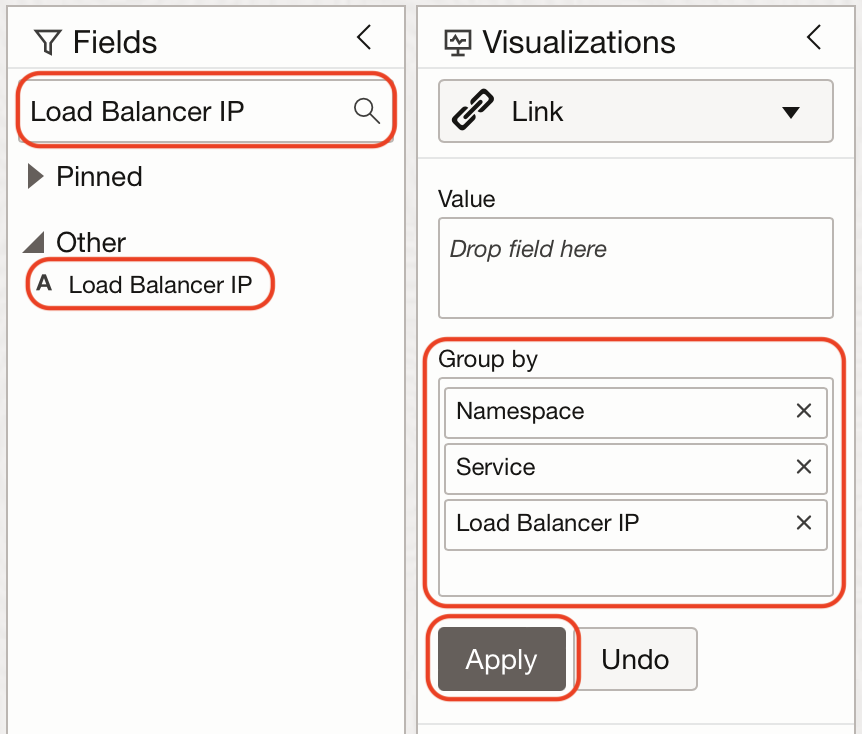 Fields
Load Balancer IP
Pinned
Other
A Load Balancer IP
Visualizations
Link
Value
Drop field here
Group by
Namespace
Service
Load Balancer IP
Apply
Undo